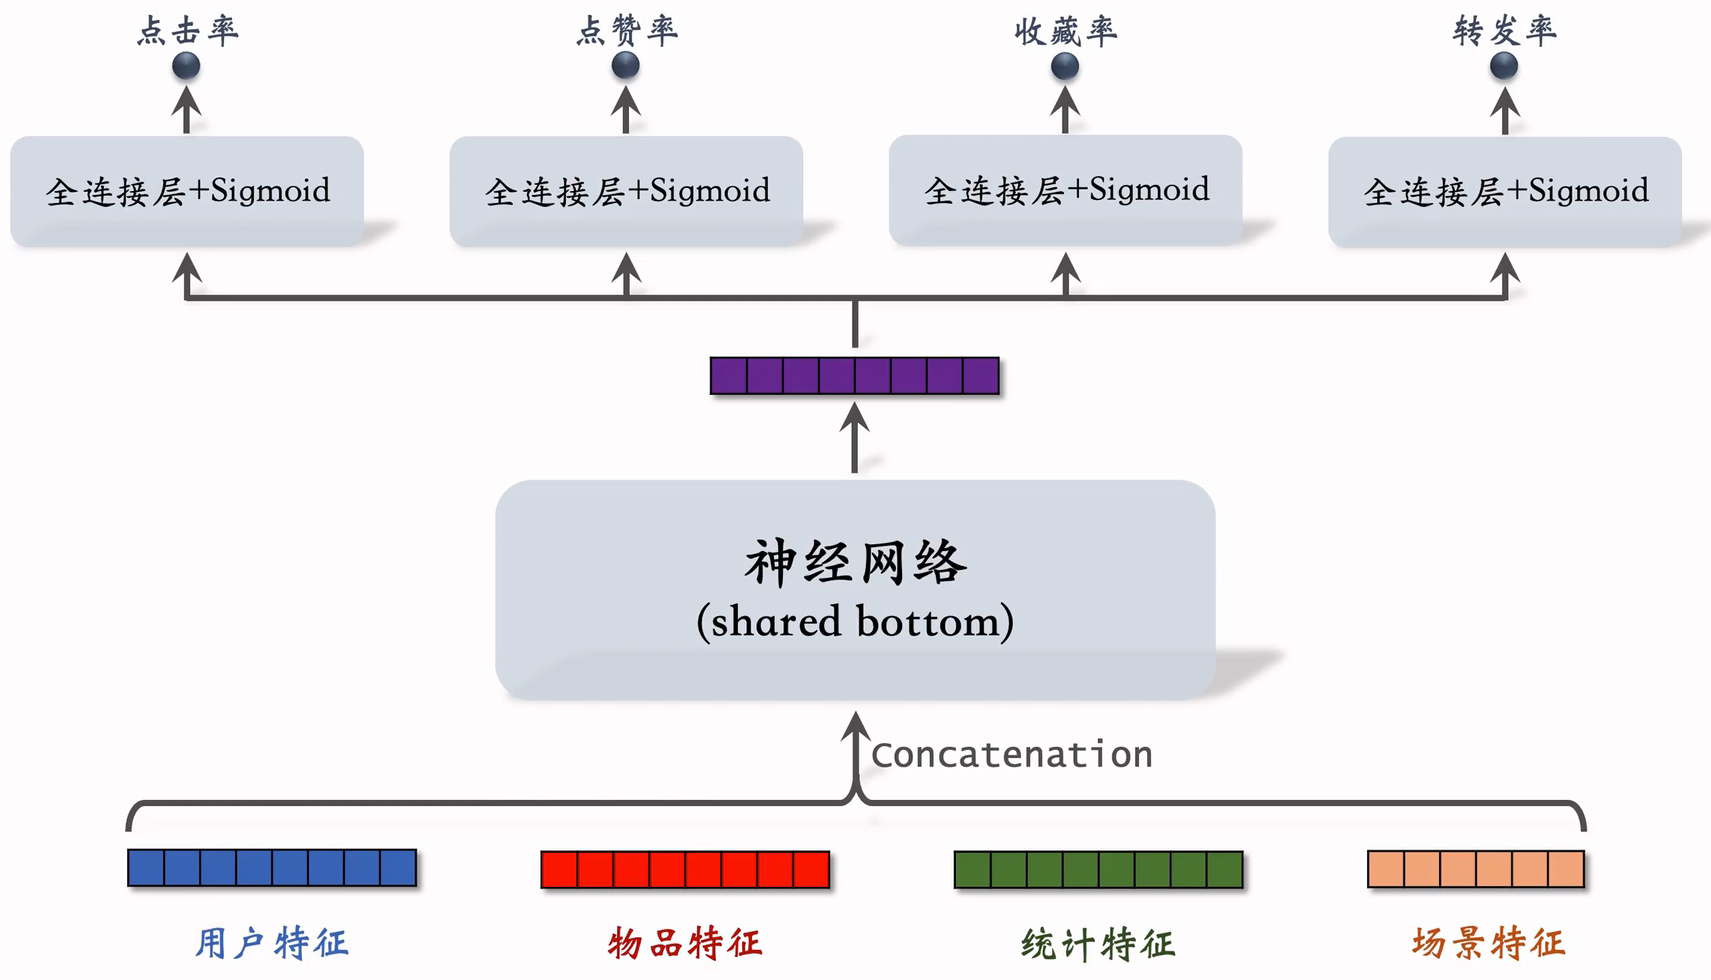 点击率
点赞率
收藏率
转发率
全连接层+Sigmoid
全连接层+Sigmoid
全连接层+Sigmoid
全连接层+Sigmoid
神经网络
(shared bottom)
Concatenation
用户特征
物品特征
统计特征
场景特征